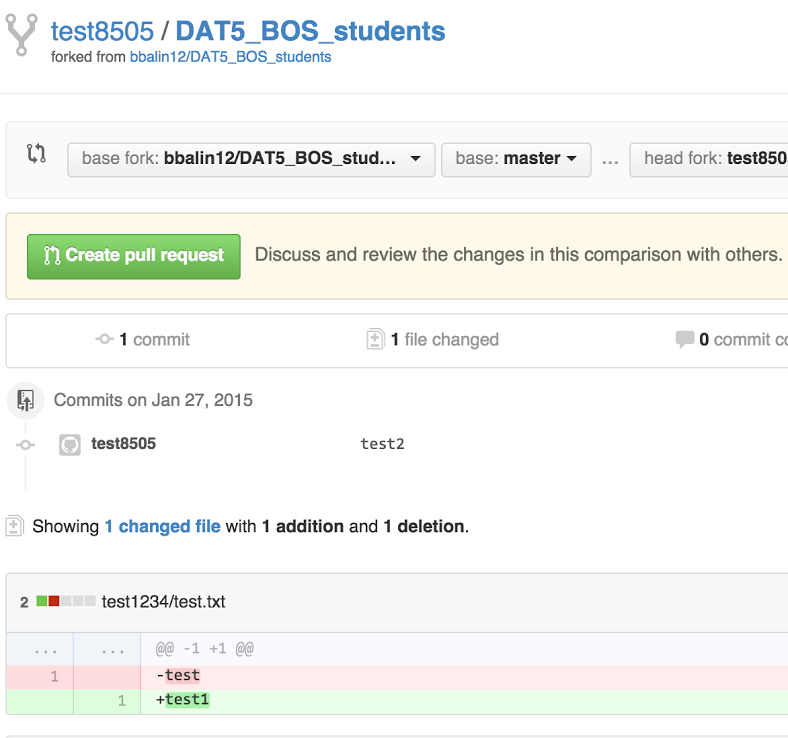 test8505 / DAT5_BOS_students
forked from bbalin12/DAT5_BOS_students
base fork: bbalin12/DAT5_BOS_stud... base: master ... head fork: test850
Create pull request Discuss and review the changes in this comparison with others.
1 commit 1 file changed 0 commit
Commits on Jan 27, 2015
test8505 test2
Showing 1 changed file with 1 addition and 1 deletion.
2 test1234/test.txt
... ... @@ -1 +1 @@
1 -test
1 +test1